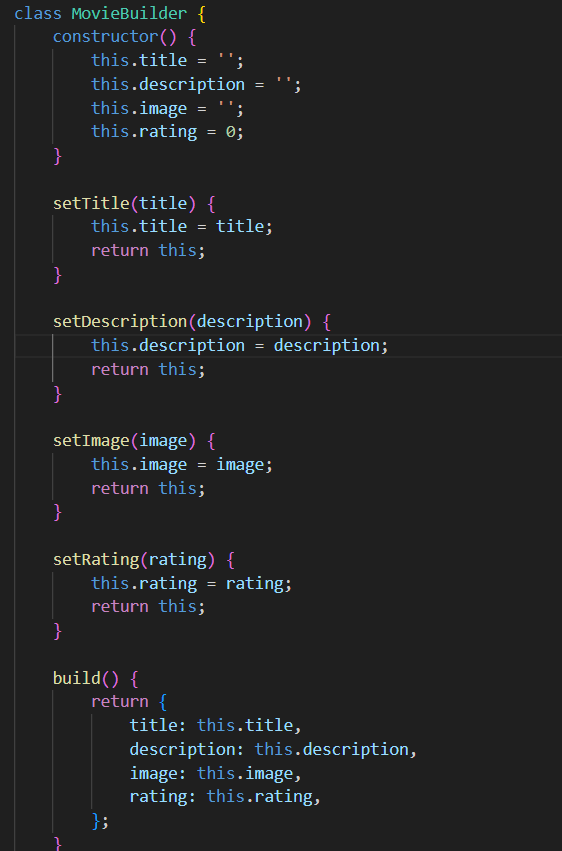 class MovieBuilder {
    constructor() {
        this.title = '';
        this.description = '';
        this.image = '';
        this.rating = 0;
    }

    setTitle(title) {
        this.title = title;
        return this;
    }

    setDescription(description) {
        this.description = description;
        return this;
    }

    setImage(image) {
        this.image = image;
        return this;
    }

    setRating(rating) {
        this.rating = rating;
        return this;
    }

    build() {
        return {
            title: this.title,
            description: this.description,
            image: this.image,
            rating: this.rating,
        };
    }